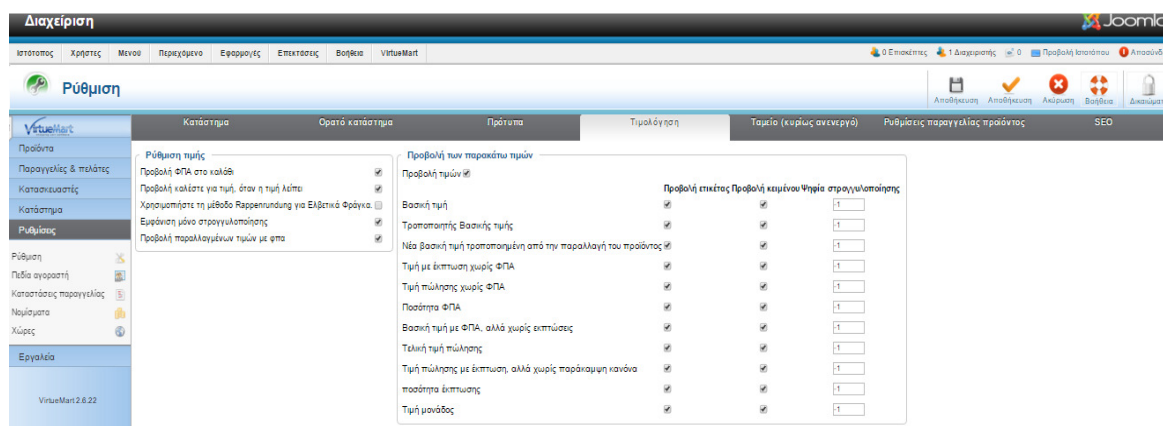 Διαχείριση
Joomla
Ιστότοπος Χρήστες Μενού Περιεχόμενο Εφαρμογές Επεκτάσεις Βοήθεια VirtueMart 0 Επισκέπτες 1 Διαχειριστής 0 Προβολή Ιστοτόπου Αποσύνδ
Ρύθμιση
Αποθήκευση Αποθήκευση Ακύρωση Βοήθεια Δικαιώματ
VirtueMart
Κατάστημα Ορατό κατάστημα Πρότυπα Τιμολόγηση Ταμείο (κυρίως ανενεργό) Ρυθμίσεις παραγγελίας προϊόντος SEO
Προϊόντα
Παραγγελίες & πελάτες
Κατασκευαστές
Κατάστημα
Ρυθμίσεις
Ρύθμιση
Πεδία αγοραστή
Καταστάσεις παραγγελίας
Νομίσματα
Χώρες
Εργαλεία
VirtueMart 2.6.22
Ρύθμιση τιμής
Προβολή ΦΠΑ στο καλάθι
Προβολή καλέστε για τιμή, όταν η τιμή λείπει
Χρησιμοποιήστε τη μέθοδο Rappenrundung για Ελβετικά Φράγκα.
Εμφάνιση μόνο στρογγυλοποίησης
Προβολή παραλλαγμένων τιμών με φπα
Προβολή των παρακάτω τιμών
Προβολή τιμών
Προβολή ετικέτας Προβολή κειμένου Ψηφία στρογγυλοποίησης
Βασική τιμή -1
Τροποποιητής Βασικής τιμής -1
Νέα βασική τιμή τροποποιημένη από την παραλλαγή του προϊόντος -1
Τιμή με έκπτωση χωρίς ΦΠΑ -1
Τιμή πώλησης χωρίς ΦΠΑ -1
Ποσότητα ΦΠΑ -1
Βασική τιμή με ΦΠΑ, αλλά χωρίς εκπτώσεις -1
Τελική τιμή πώλησης -1
Τιμή πώλησης με έκπτωση, αλλά χωρίς παράκαμψη κανόνα -1
ποσότητα έκπτωσης -1
Τιμή μονάδος -1